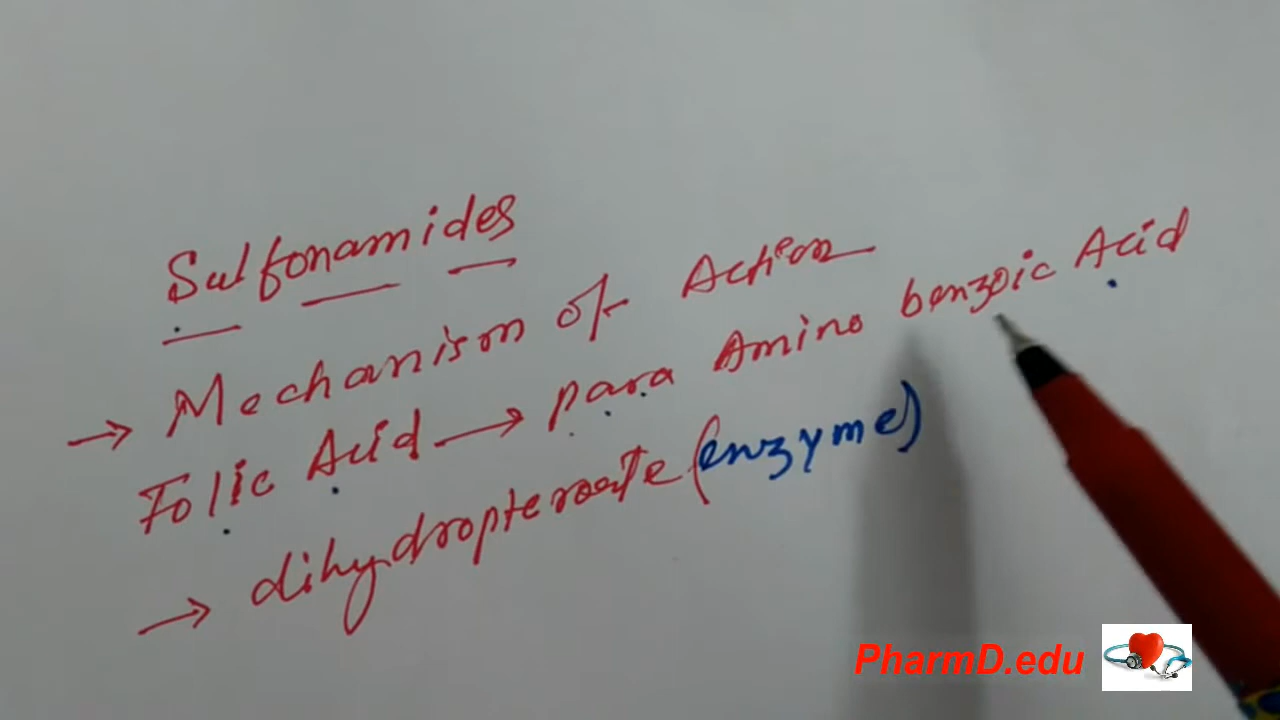 Sulfonamides
→ Mechanism of Action
Folic Acid → para Amino benzoic Acid
→ dihydropteroate (enzyme)
PharmD.edu